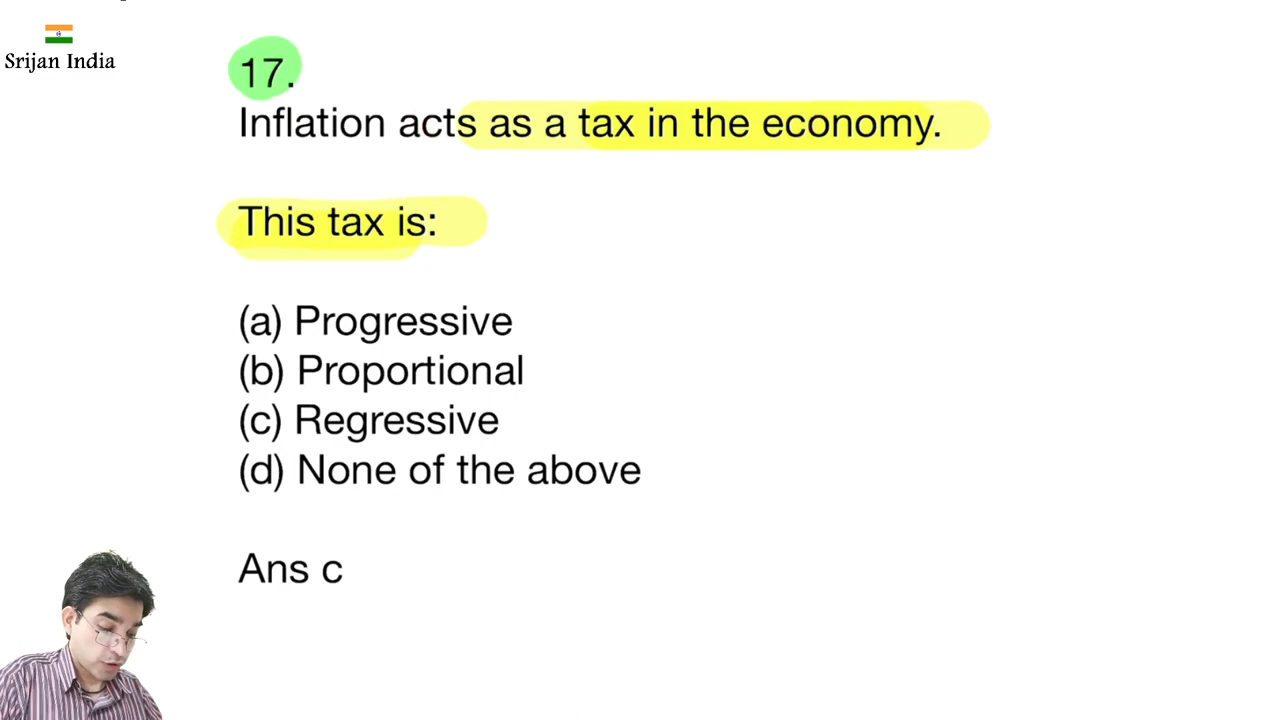 Srijan India
17.
Inflation acts as a tax in the economy.
This tax is:
(a) Progressive
(b) Proportional
(c) Regressive
(d) None of the above
Ans c